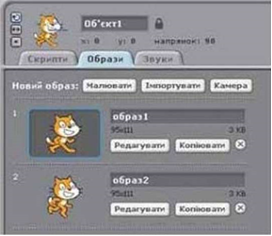 Об'єкт1
x: 0 y: 0 напрямок: 90
Скрипти Образи Звуки
Новий образ: Малювати Імпортувати Камера
1 образ1
95x111 3 KB
Редагувати Копіювати
2 образ2
95x111 3 KB
Редагувати Копіювати